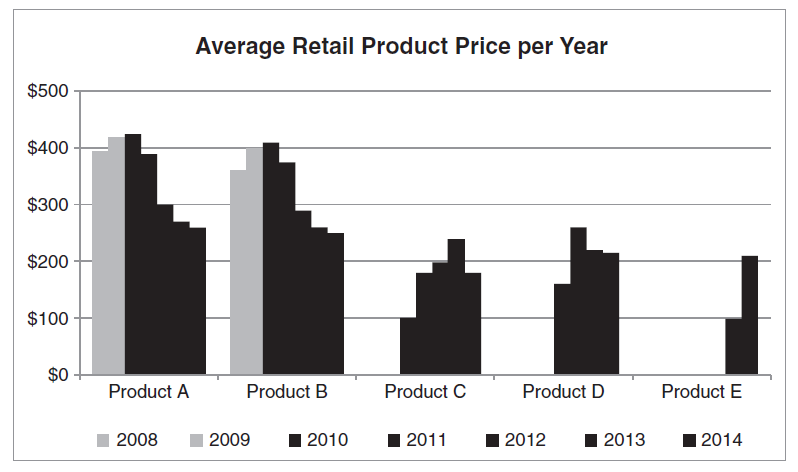 Average Retail Product Price per Year
$500
$400
$300
$200
$100
$0
Product A Product B Product C Product D Product E
2008 2009 2010 2011 2012 2013 2014